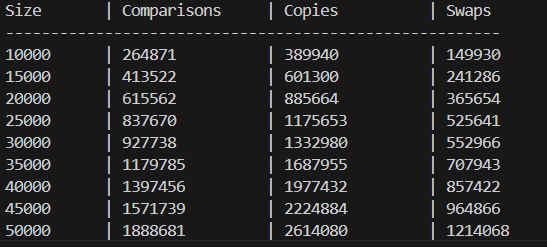 Size | Comparisons | Copies | Swaps
------------------------------------------------------
10000 | 264871 | 389940 | 149930
15000 | 413522 | 601300 | 241286
20000 | 615562 | 885664 | 365654
25000 | 837670 | 1175653 | 525641
30000 | 927738 | 1332980 | 552966
35000 | 1179785 | 1687955 | 707943
40000 | 1397456 | 1977432 | 857422
45000 | 1571739 | 2224884 | 964866
50000 | 1888681 | 2614080 | 1214068